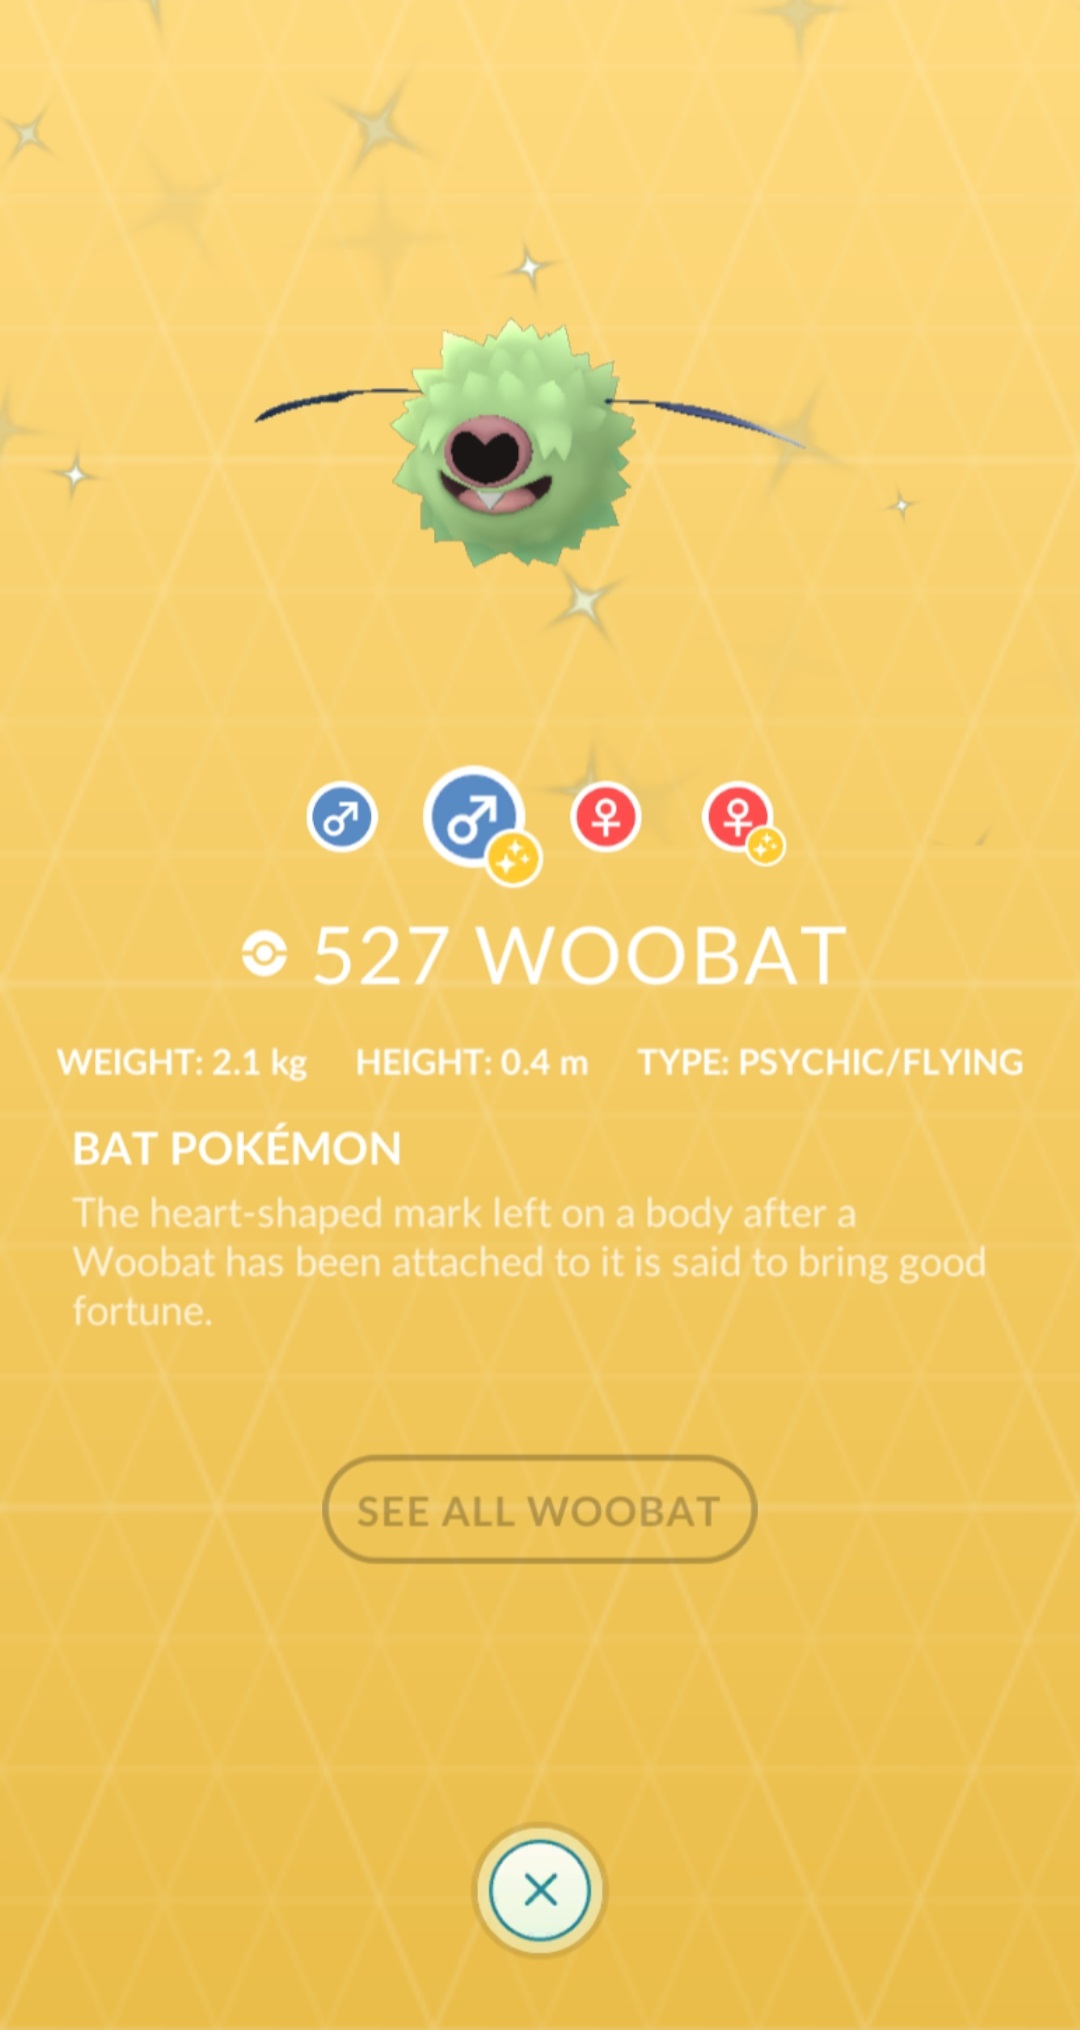 527 WOOBAT
WEIGHT: 2.1 kg HEIGHT: 0.4 m TYPE: PSYCHIC/FLYING
BAT POKÉMON
The heart-shaped mark left on a body after a
Woobat has been attached to it is said to bring good
fortune.
SEE ALL WOOBAT